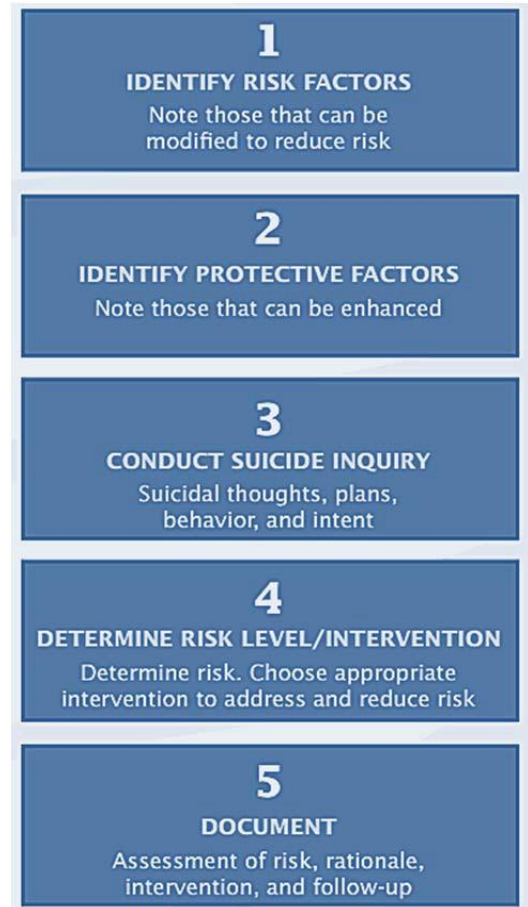 1
IDENTIFY RISK FACTORS
Note those that can be
modified to reduce risk
2
IDENTIFY PROTECTIVE FACTORS
Note those that can be enhanced
3
CONDUCT SUICIDE INQUIRY
Suicidal thoughts, plans,
behavior, and intent
4
DETERMINE RISK LEVEL/INTERVENTION
Determine risk. Choose appropriate
intervention to address and reduce risk
5
DOCUMENT
Assessment of risk, rationale,
intervention, and follow-up